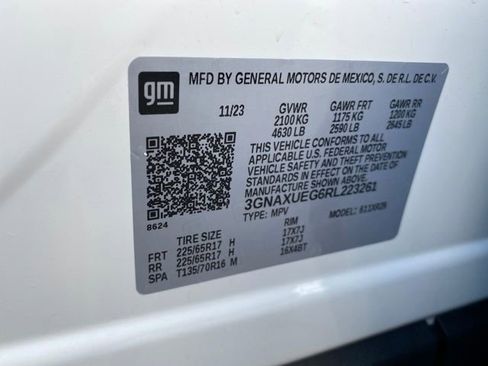 gm
MFD BY GENERAL MOTORS DE MEXICO, S. DE R.L. DE C.V.
11/23 GVWR GAWR FRT GAWR RR
2100 KG 1175 KG 1200 KG
4630 LB 2590 LB 2645 LB
THIS VEHICLE CONFORMS TO ALL
APPLICABLE U.S. FEDERAL MOTOR
VEHICLE SAFETY AND THEFT PREVENTION
STANDARDS IN EFFECT ON THE DATE OF
MANUFACTURE SHOWN ABOVE.
3GNAXUEG6RL223261
8624
TYPE: MPV MODEL:
TIRE SIZE RIM
FRT 225/65R17 H 17X7J
RR 225/65R17 H 17X7J
SPA T135/70R16 M 16X4BT